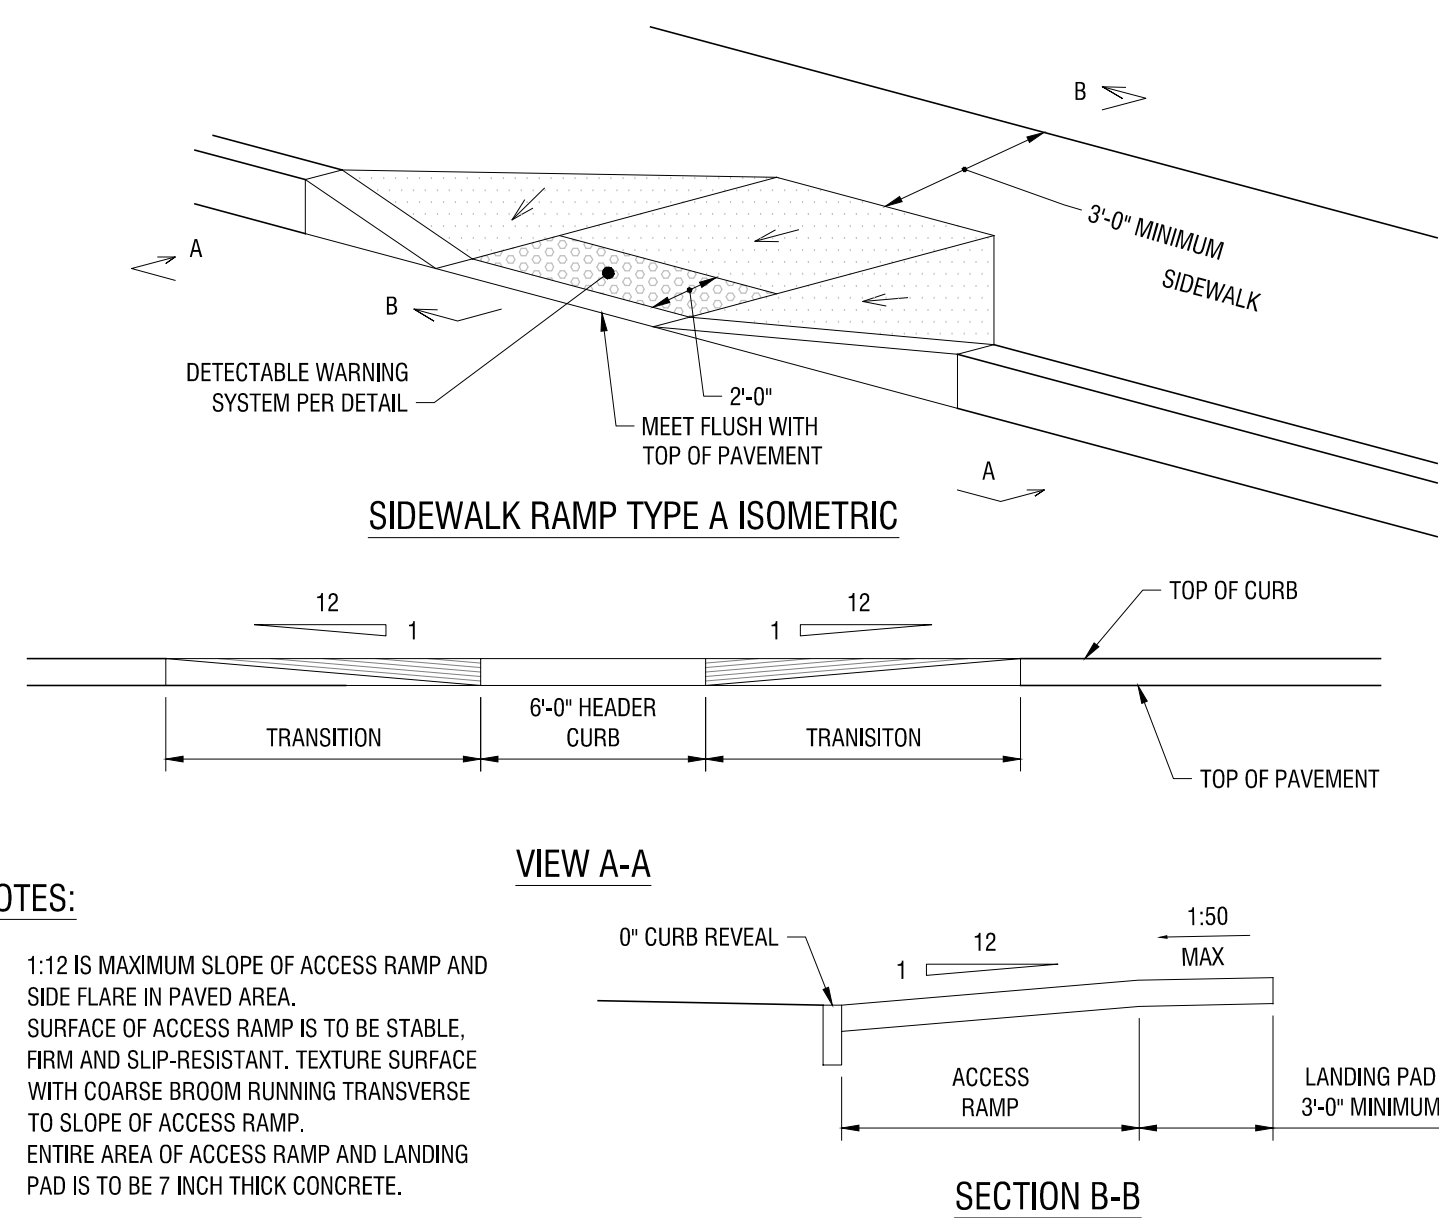 B
3'-0" MINIMUM
SIDEWALK
A
B
DETECTABLE WARNING
SYSTEM PER DETAIL
2'-0"
MEET FLUSH WITH
TOP OF PAVEMENT
A
SIDEWALK RAMP TYPE A ISOMETRIC
12
1
12
1
TOP OF CURB
6'-0" HEADER
CURB
TRANSITION
TRANISITON
TOP OF PAVEMENT
VIEW A-A
OTES:
1:12 IS MAXIMUM SLOPE OF ACCESS RAMP AND
SIDE FLARE IN PAVED AREA.
SURFACE OF ACCESS RAMP IS TO BE STABLE,
FIRM AND SLIP-RESISTANT. TEXTURE SURFACE
WITH COARSE BROOM RUNNING TRANSVERSE
TO SLOPE OF ACCESS RAMP.
ENTIRE AREA OF ACCESS RAMP AND LANDING
PAD IS TO BE 7 INCH THICK CONCRETE.
0" CURB REVEAL
12
1
1:50
MAX
ACCESS
RAMP
LANDING PAD
3'-0" MINIMUM
SECTION B-B